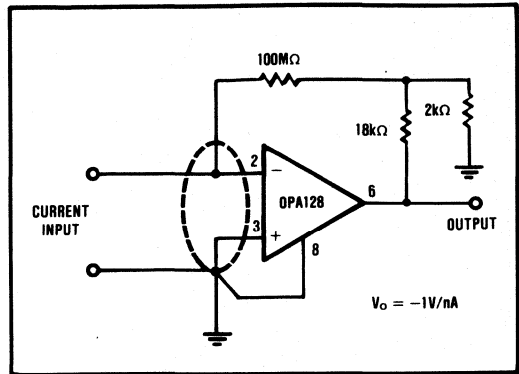 100MΩ
18kΩ
2kΩ
2
−
OPA128
6
3
+
8
CURRENT
INPUT
OUTPUT
Vo = −1V/nA